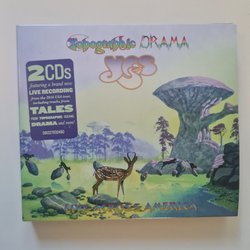 Topographic DRAMA
YES
2CDs
featuring a brand new
LIVE RECORDING
from the 2016 USA tour,
including tracks from
TALES
FROM TOPOGRAPHIC OCEANS,
DRAMA and more!
AMERICA